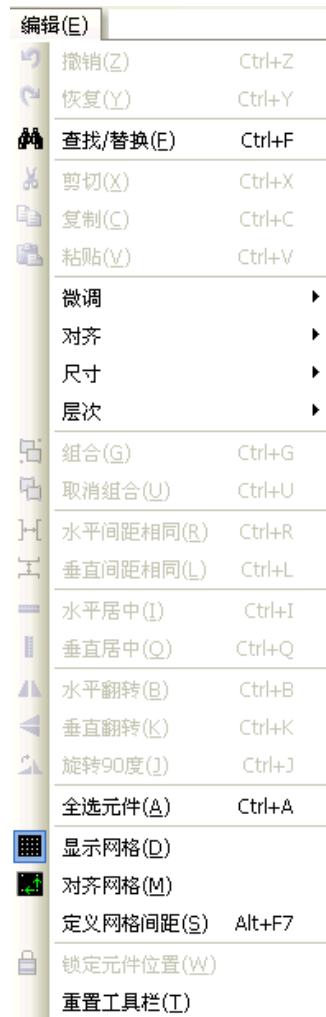 编辑(E)
撤销(Z) Ctrl+Z
恢复(Y) Ctrl+Y
查找/替换(F) Ctrl+F
剪切(X) Ctrl+X
复制(C) Ctrl+C
粘贴(V) Ctrl+V
微调
对齐
尺寸
层次
组合(G) Ctrl+G
取消组合(U) Ctrl+U
水平间距相同(R) Ctrl+R
垂直间距相同(L) Ctrl+L
水平居中(I) Ctrl+I
垂直居中(Q) Ctrl+Q
水平翻转(B) Ctrl+B
垂直翻转(K) Ctrl+K
旋转90度(J) Ctrl+J
全选元件(A) Ctrl+A
显示网格(D)
对齐网格(M)
定义网格间距(S) Alt+F7
锁定元件位置(W)
重置工具栏(T)